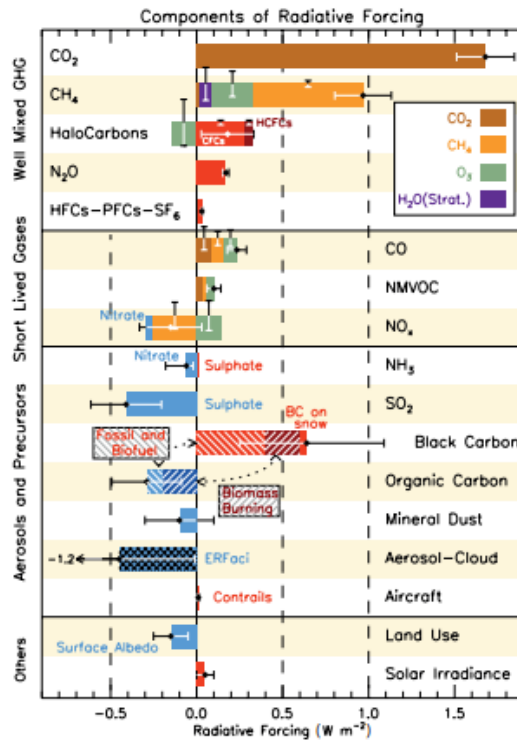 Components of Radiative Forcing
Well Mixed GHG
CO₂
CH₄
HaloCarbons
HCFCs
CFCs
N₂O
HFCs-PFCs-SF₆
CO₂
CH₄
O₃
H₂O(Strat.)
Short Lived Gases
CO
NMVOC
Nitrate
NOₓ
Aerosols and Precursors
Nitrate
Sulphate
NH₃
Sulphate
SO₂
BC on
snow
Fossil and
Biofuel
Black Carbon
Organic Carbon
Biomass
Burning
Mineral Dust
-1.2
ERFaci
Aerosol-Cloud
Contrails
Aircraft
Others
Land Use
Surface Albedo
Solar Irradiance
-0.5 0.0 0.5 1.0 1.5
Radiative Forcing (W m⁻²)